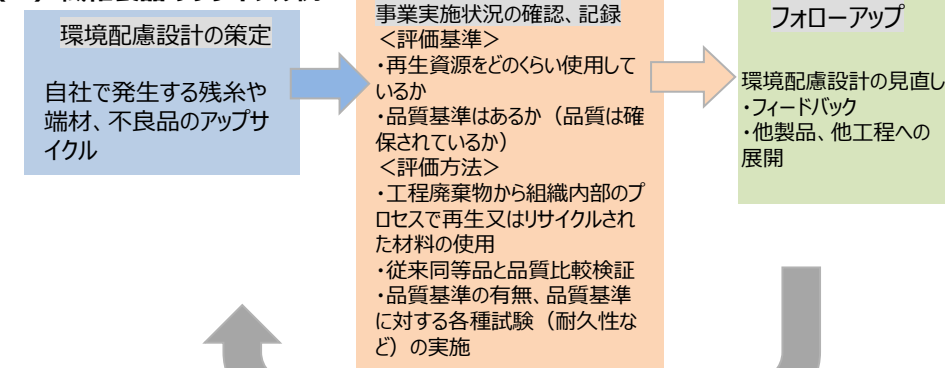 環境配慮設計の策定
自社で発生する残糸や
端材、不良品のアップサ
イクル
事業実施状況の確認、記録
＜評価基準＞
・再生資源をどのくらい使用して
いるか
・品質基準はあるか（品質は確
保されているか）
＜評価方法＞
・工程廃棄物から組織内部のプ
ロセスで再生又はリサイクルされ
た材料の使用
・従来同等品と品質比較検証
・品質基準の有無、品質基準
に対する各種試験（耐久性な
ど）の実施
フォローアップ
環境配慮設計の見直し
・フィードバック
・他製品、他工程への
展開